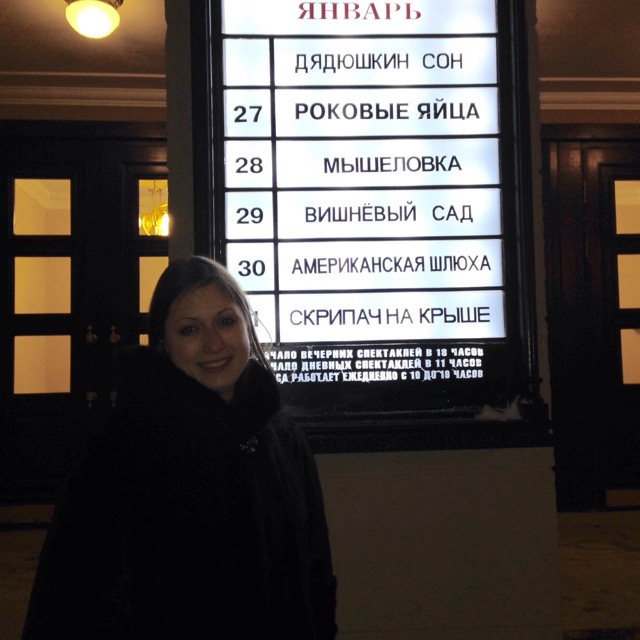 ЯНВАРЬ
ДЯДЮШКИН СОН
27 РОКОВЫЕ ЯЙЦА
28 МЫШЕЛОВКА
29 ВИШНЁВЫЙ САД
30 АМЕРИКАНСКАЯ ШЛЮХА
СКРИПАЧ НА КРЫШЕ
ВЕЧЕРНИХ СПЕКТАКЛЕЙ В 18 ЧАСОВ
ДНЕВНЫХ СПЕКТАКЛЕЙ В 11 ЧАСОВ
РАБОТАЕТ ЕЖЕДНЕВНО С 10 ДО 19 ЧАСОВ